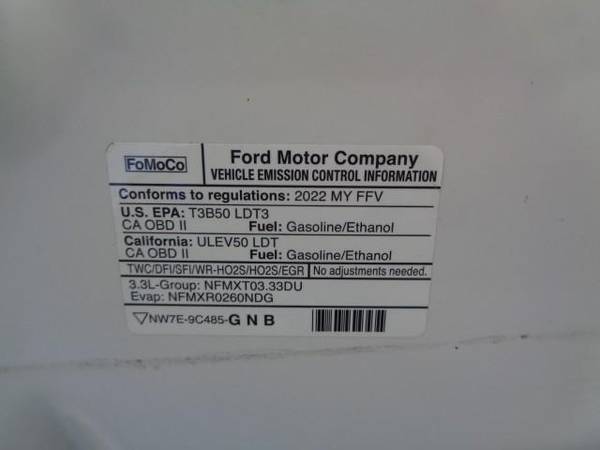 FoMoCo
Ford Motor Company
VEHICLE EMISSION CONTROL INFORMATION
Conforms to regulations: 2022 MY FFV
U.S. EPA: T3B50 LDT3
CA OBD II Fuel: Gasoline/Ethanol
California: ULEV50 LDT
CA OBD II Fuel: Gasoline/Ethanol
TWC/DFI/SFI/WR-HO2S/HO2S/EGR No adjustments needed.
3.3L-Group: NFMXT03.33DU
Evap: NFMXR0260NDG
NW7E-9C485-G N B